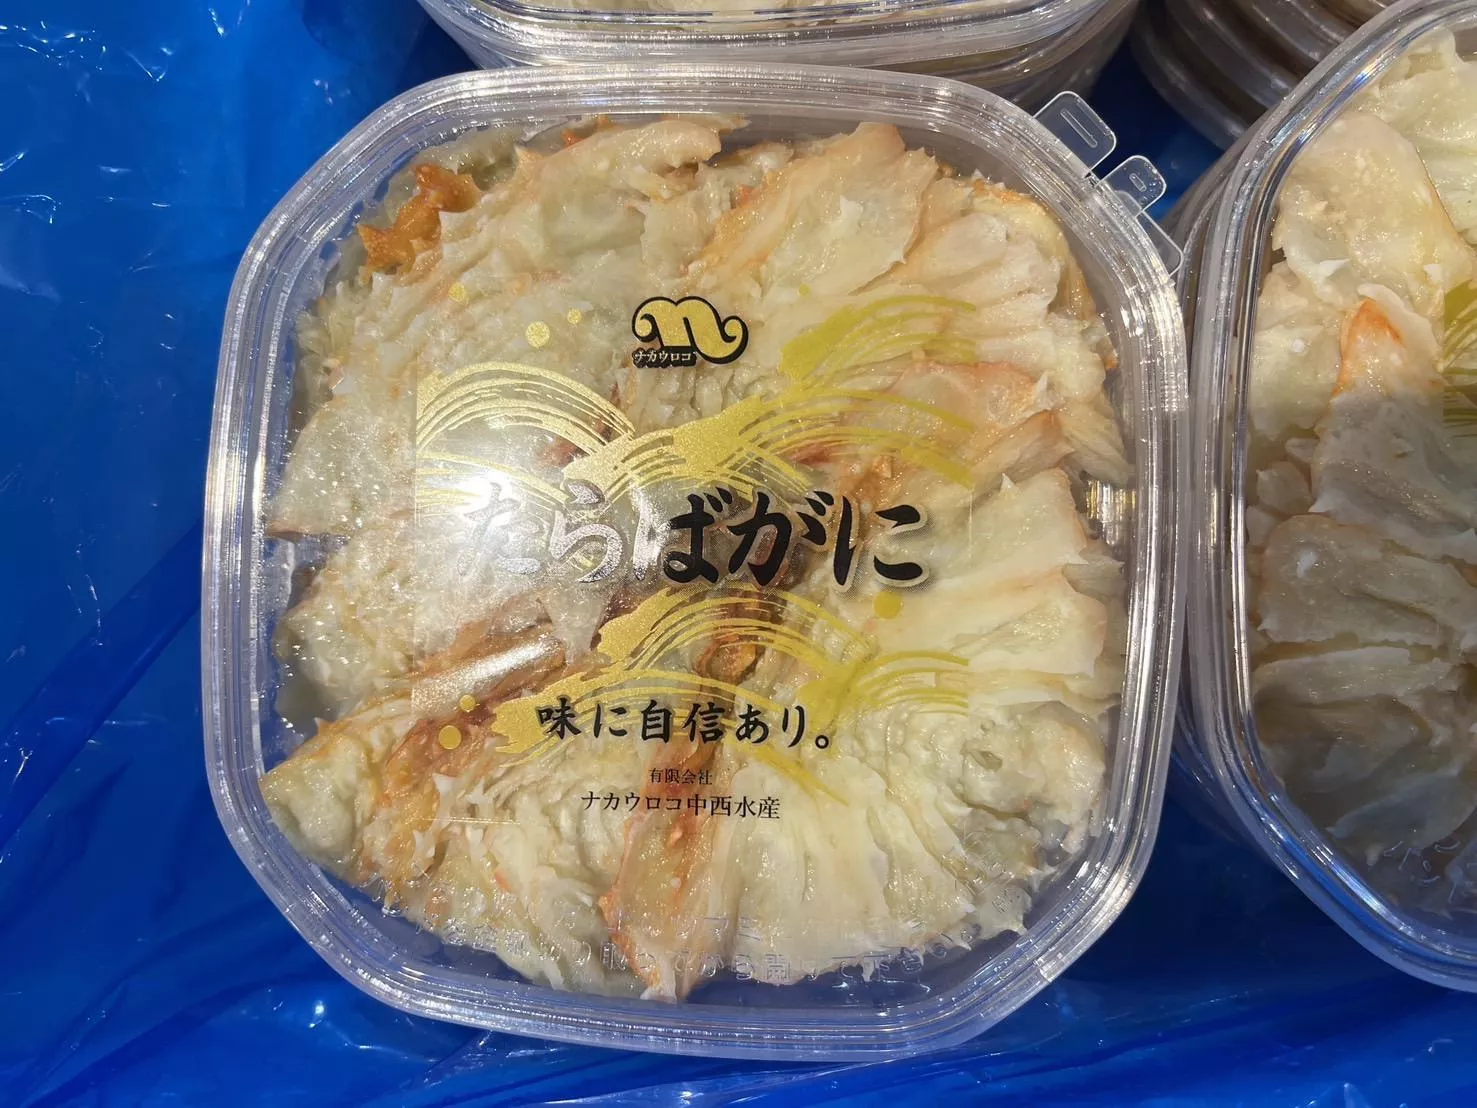 ナカウロコ
たらばがに
味に自信あり。
有限会社
ナカウロコ中西水産